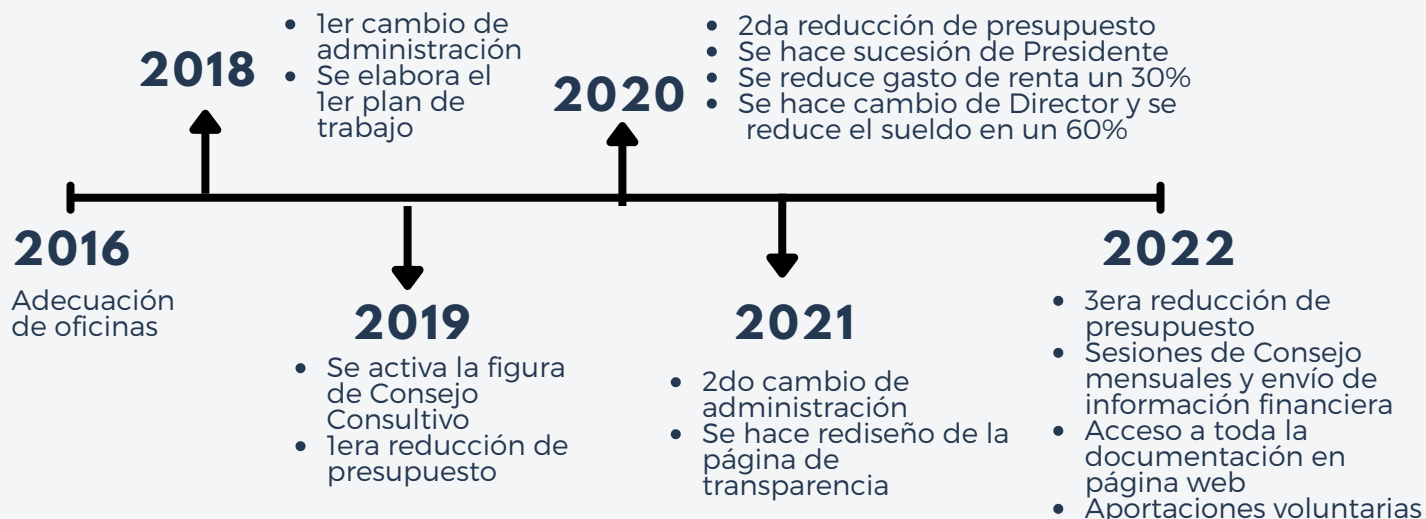 2018
• 1er cambio de
administración
• Se elabora el
1er plan de
trabajo
2020
• 2da reducción de presupuesto
• Se hace sucesión de Presidente
• Se reduce gasto de renta un 30%
• Se hace cambio de Director y se
reduce el sueldo en un 60%
2016
Adecuación
de oficinas
2019
• Se activa la figura
de Consejo
Consultivo
• 1era reducción de
presupuesto
2021
• 2do cambio de
administración
• Se hace rediseño de la
página de
transparencia
2022
• 3era reducción de
presupuesto
• Sesiones de Consejo
mensuales y envío de
información financiera
• Acceso a toda la
documentación en
página web
• Aportaciones voluntarias